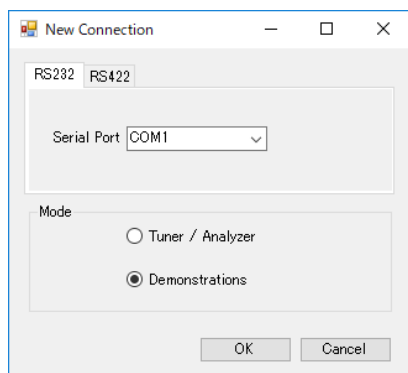 New Connection
RS232 RS422
Serial Port COM1
Mode
Tuner / Analyzer
Demonstrations
OK Cancel